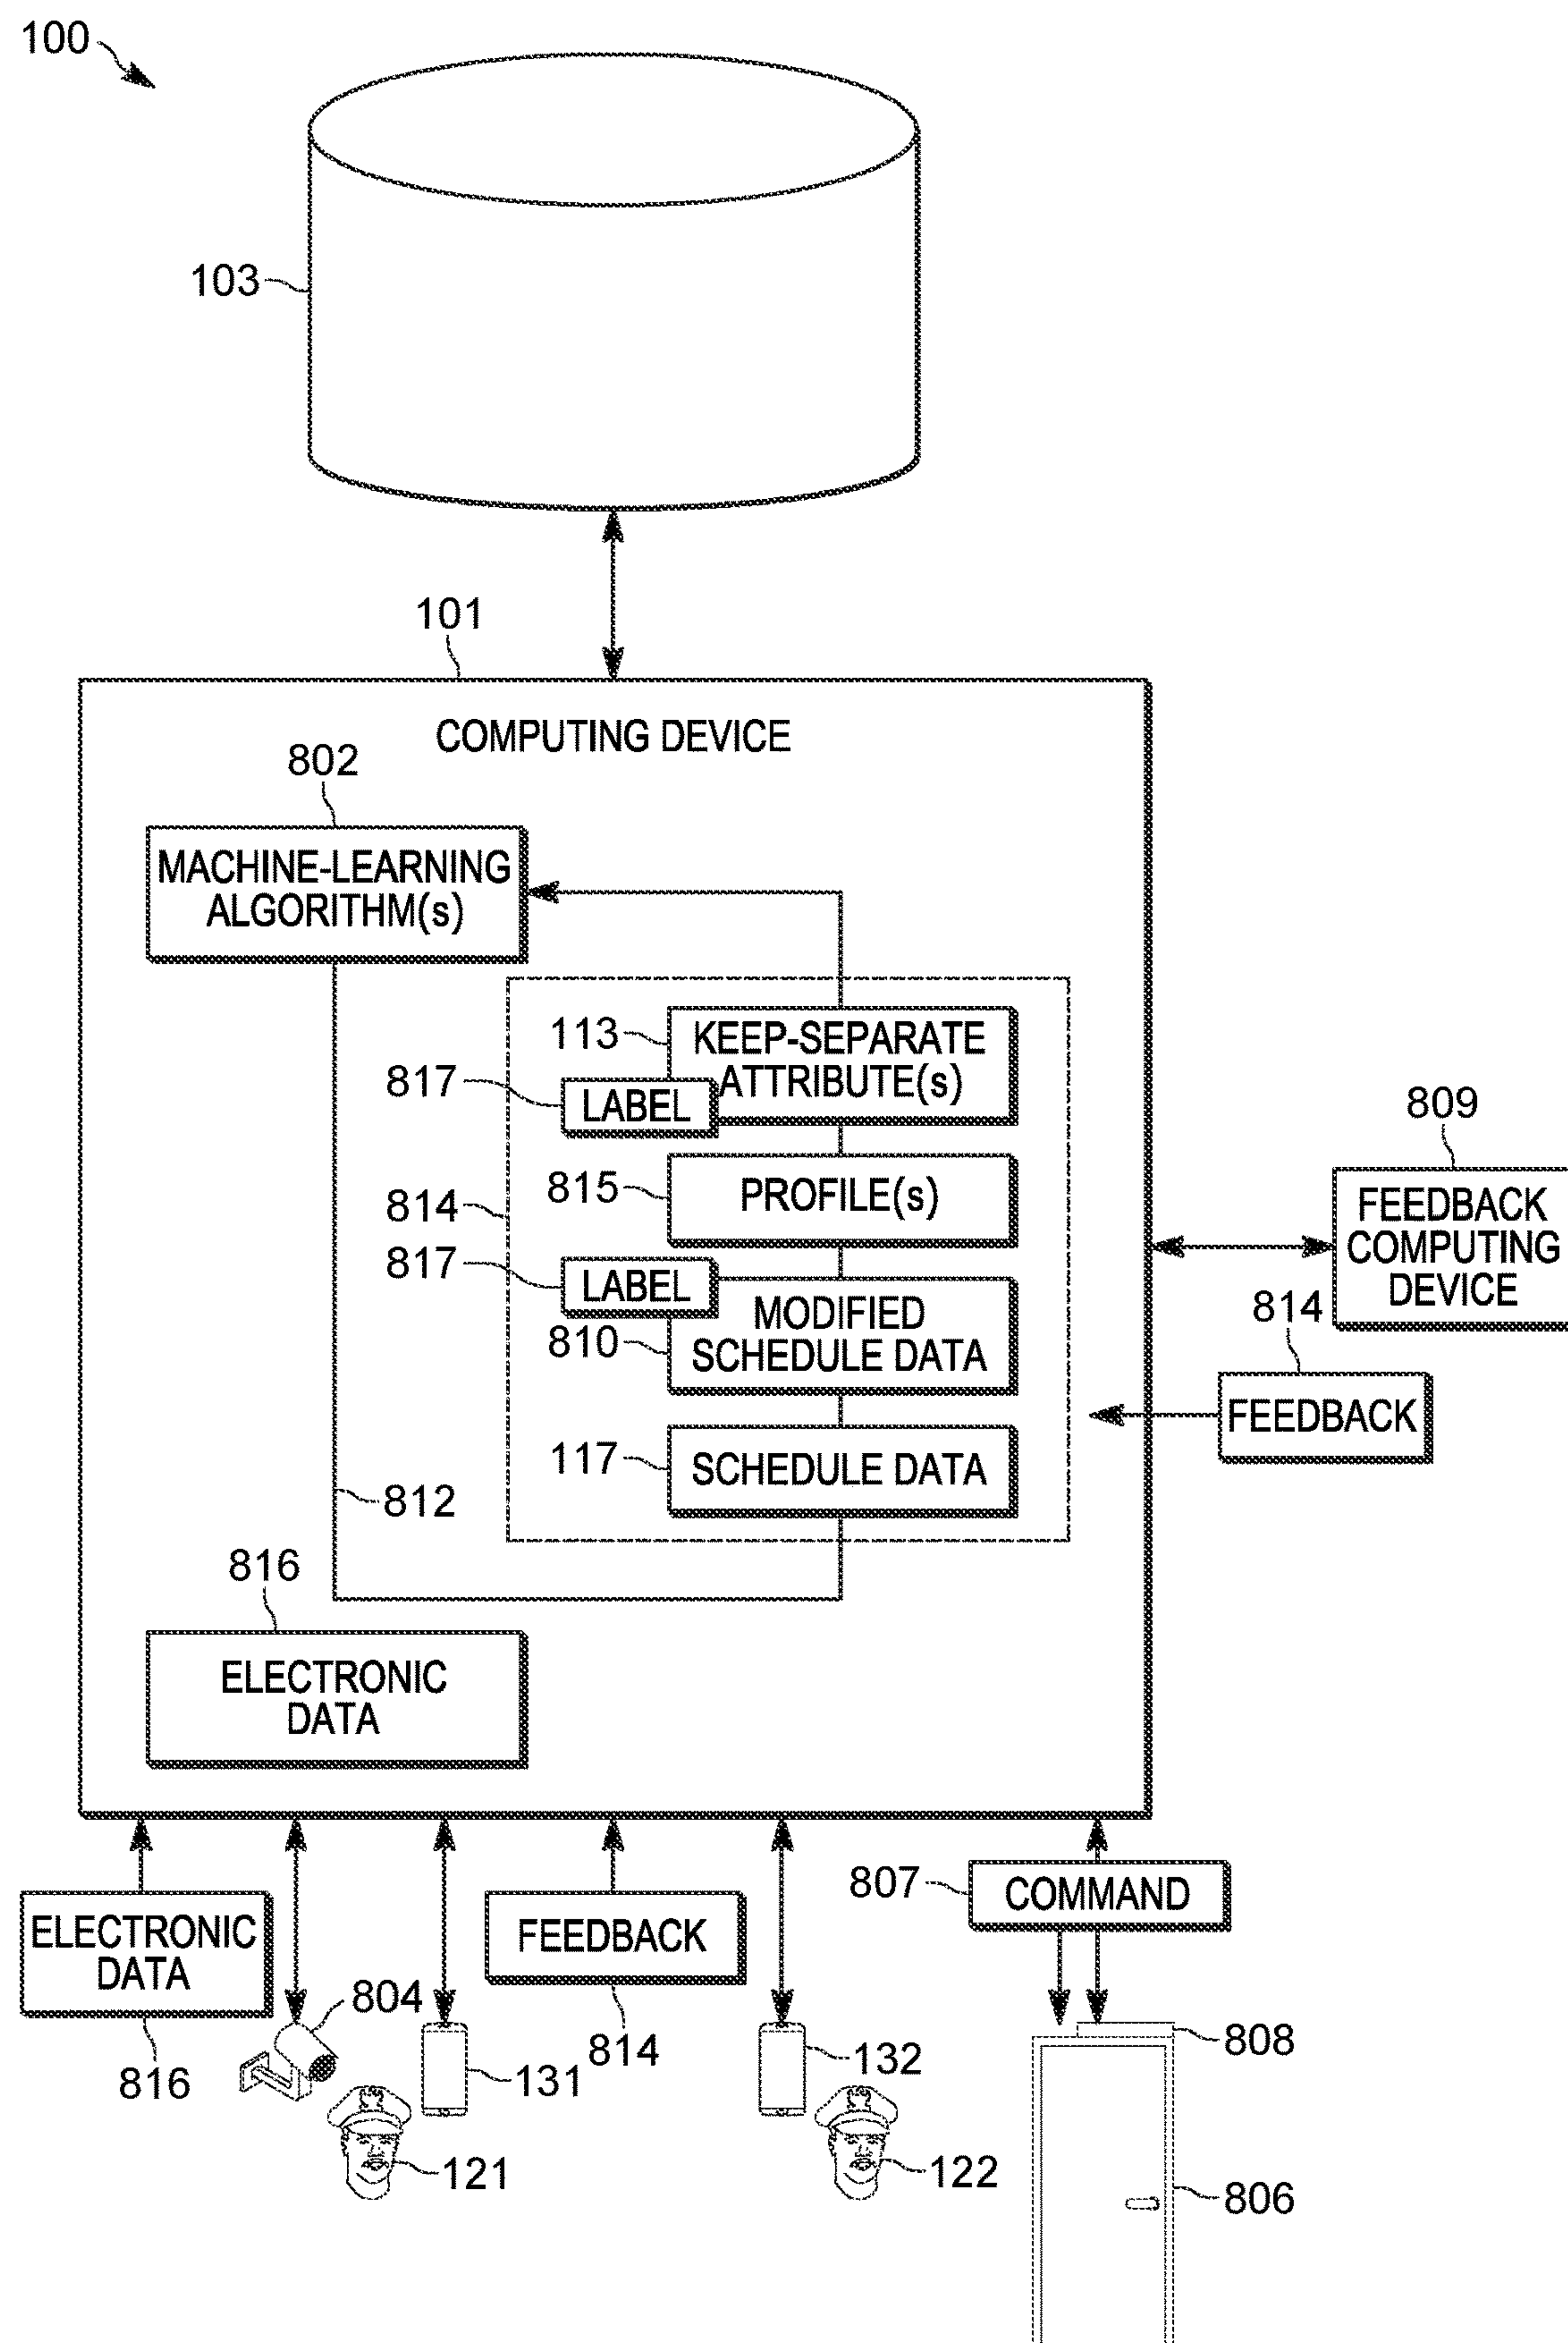 100
103
101
COMPUTING DEVICE
802
MACHINE-LEARNING
ALGORITHM(s)
113
KEEP-SEPARATE
ATTRIBUTE(s)
817
LABEL
815
PROFILE(s)
814
817
LABEL
810
MODIFIED
SCHEDULE DATA
117
SCHEDULE DATA
812
809
FEEDBACK
COMPUTING
DEVICE
814
FEEDBACK
816
ELECTRONIC
DATA
ELECTRONIC
DATA
816
804
131
121
FEEDBACK
814
132
122
807
COMMAND
808
806